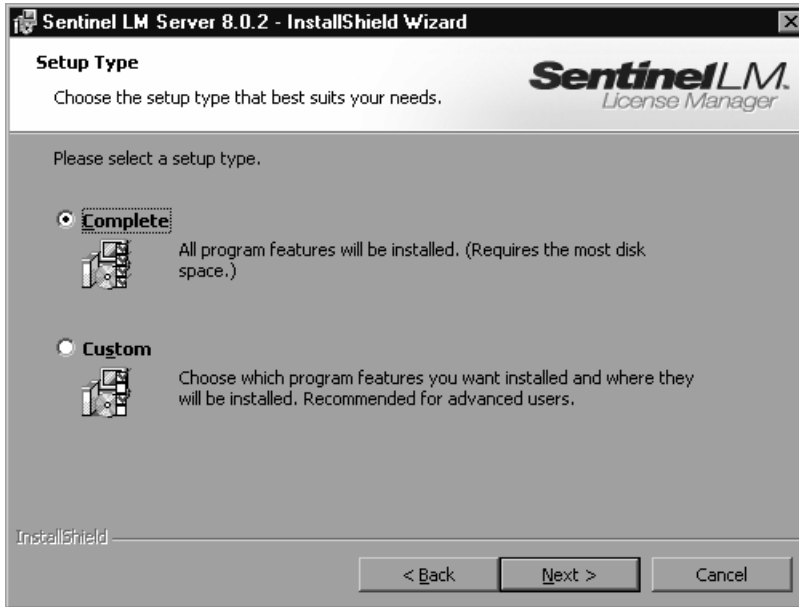 Sentinel LM Server 8.0.2 - InstallShield Wizard
Setup Type
Choose the setup type that best suits your needs.
SentinelLM.
License Manager
Please select a setup type.
Complete
All program features will be installed. (Requires the most disk
space.)
Custom
Choose which program features you want installed and where they
will be installed. Recommended for advanced users.
InstallShield
< Back
Next >
Cancel